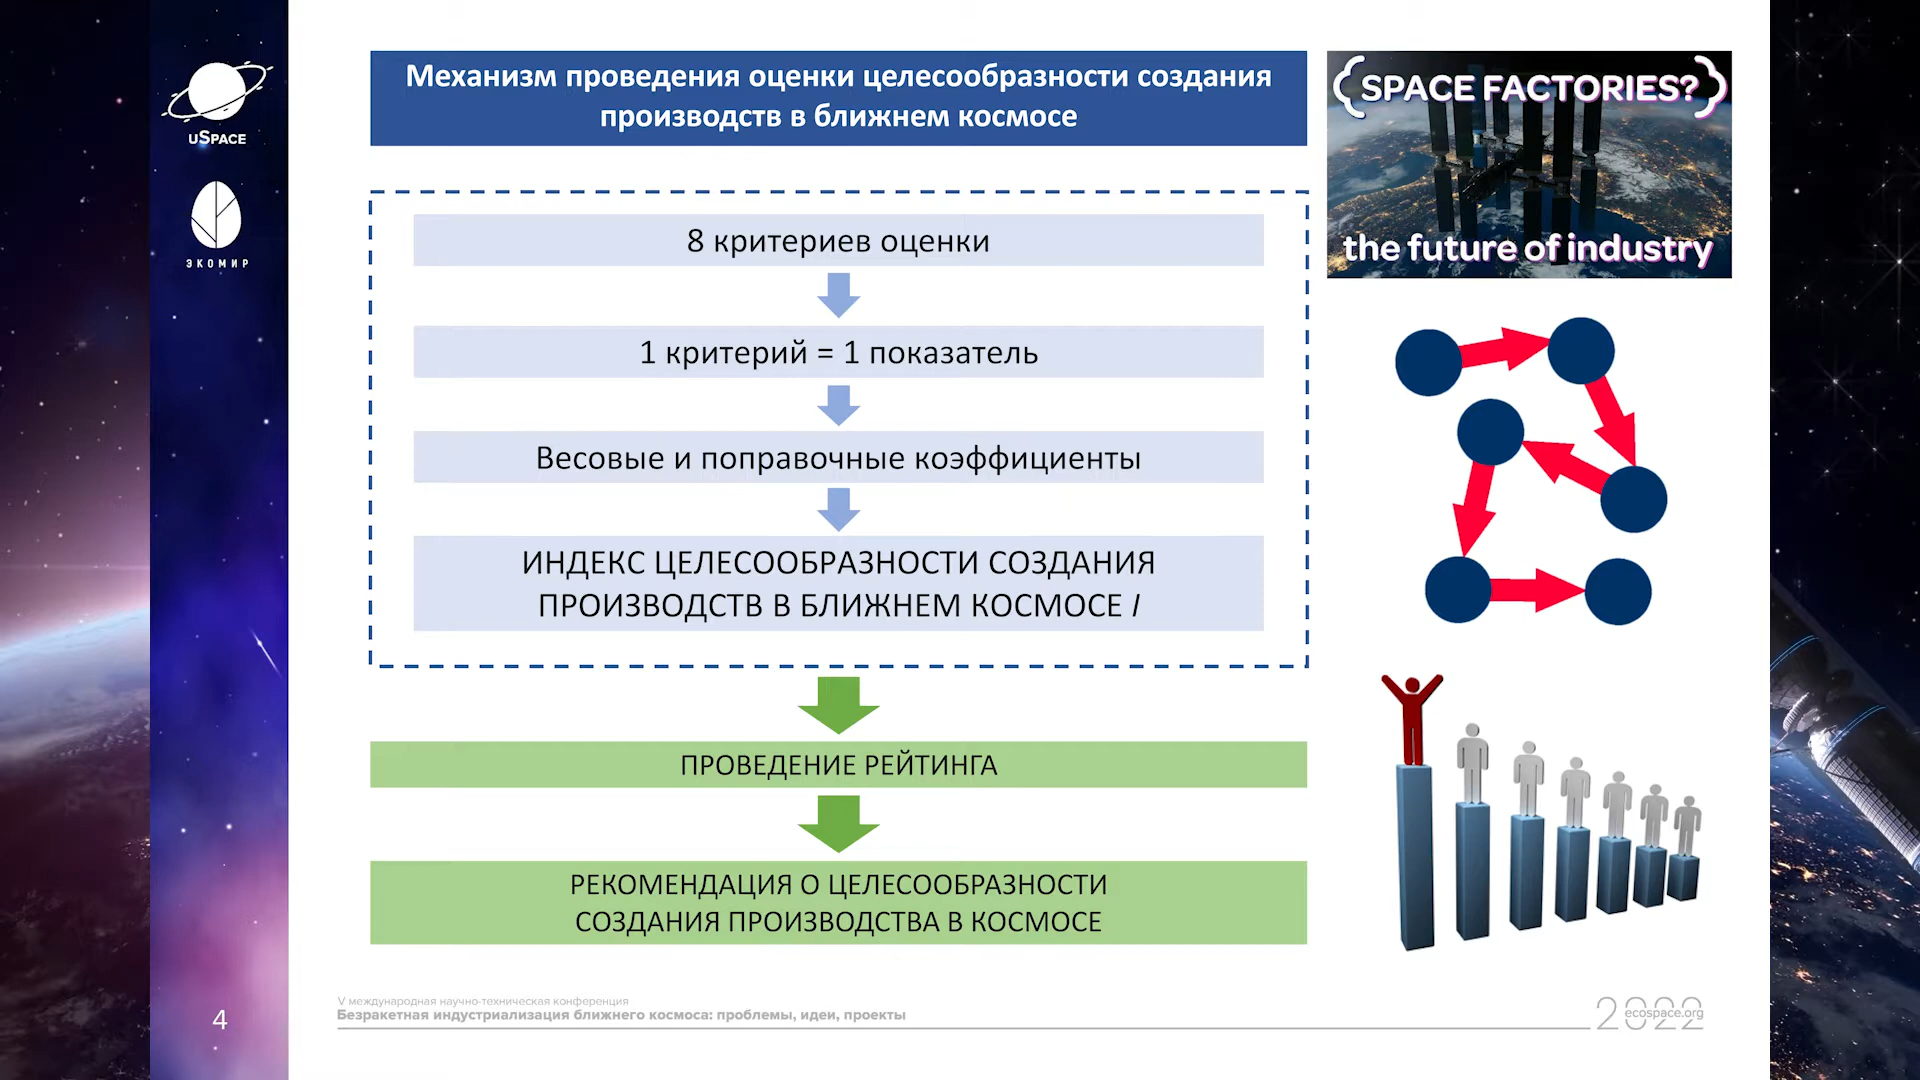 uSPACE
ЭКОМИР
Механизм проведения оценки целесообразности создания
производств в ближнем космосе
8 критериев оценки
1 критерий = 1 показатель
Весовые и поправочные коэффициенты
ИНДЕКС ЦЕЛЕСООБРАЗНОСТИ СОЗДАНИЯ
ПРОИЗВОДСТВ В БЛИЖНЕМ КОСМОСЕ I
ПРОВЕДЕНИЕ РЕЙТИНГА
РЕКОМЕНДАЦИЯ О ЦЕЛЕСООБРАЗНОСТИ
СОЗДАНИЯ ПРОИЗВОДСТВА В КОСМОСЕ
(SPACE FACTORIES?)
the future of industry
4
V международная научно-техническая конференция
Безракетная индустриализация ближнего космоса: проблемы, идеи, проекты
2022
ecospace.org